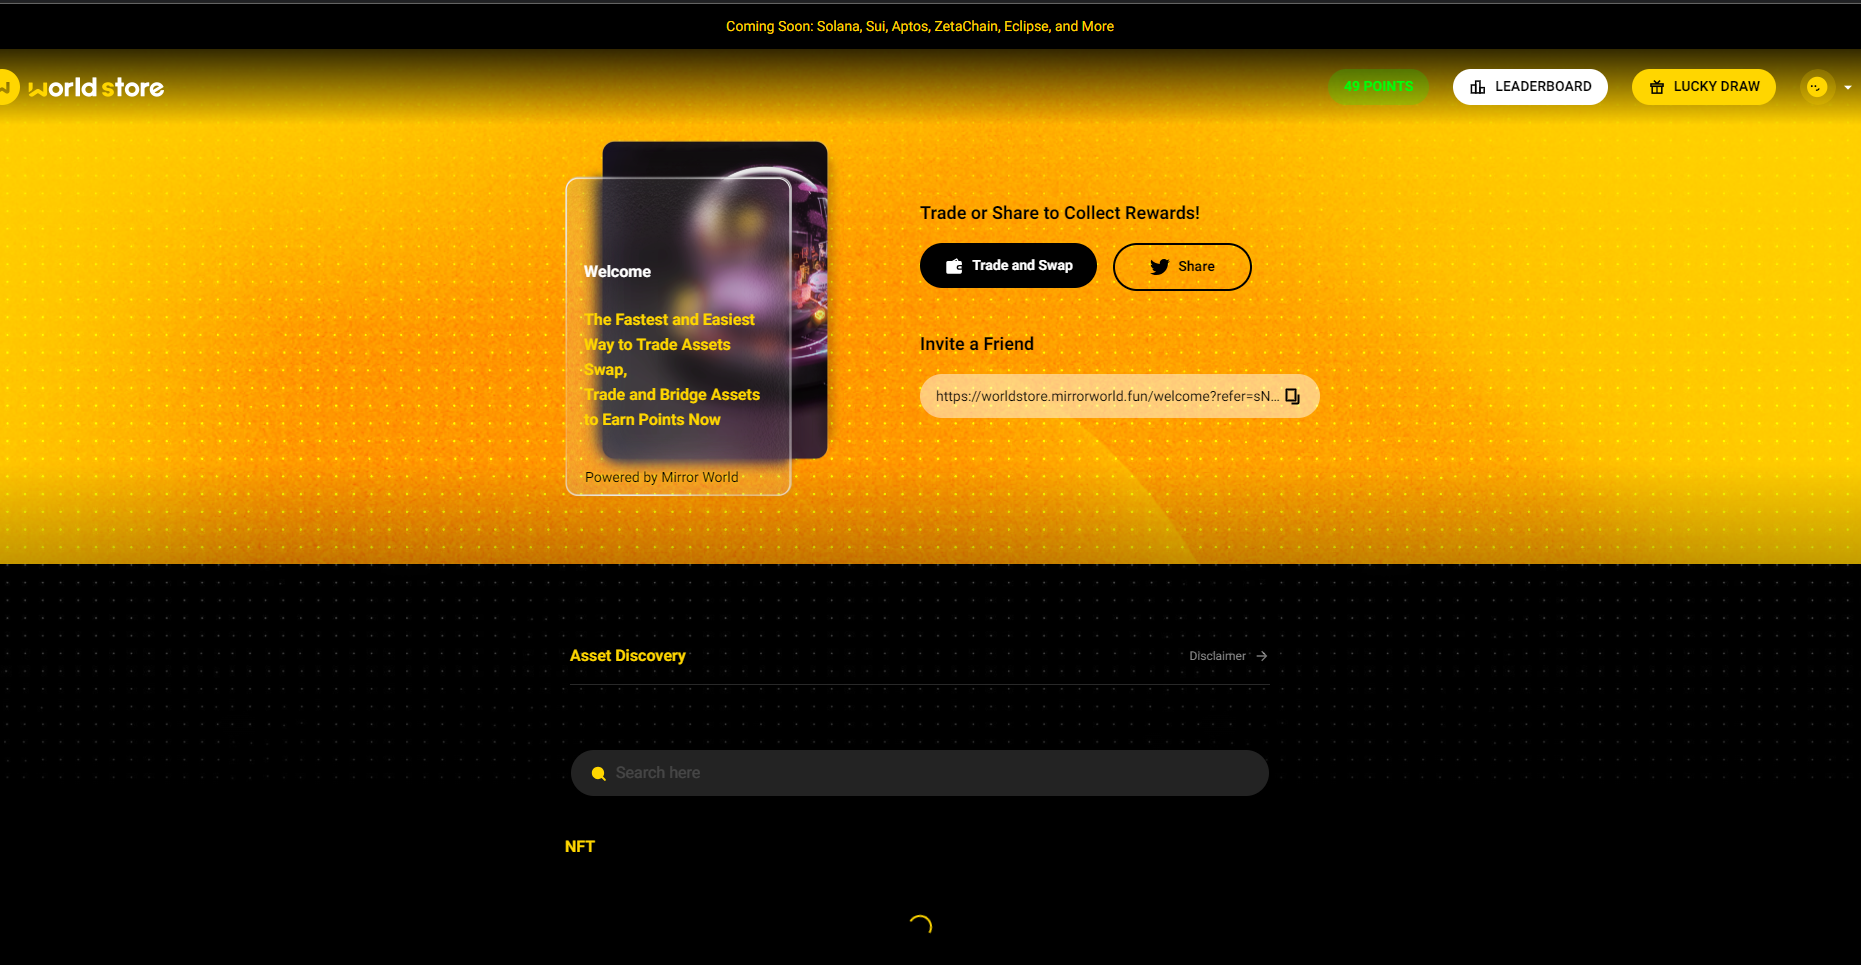 Coming Soon: Solana, Sui, Aptos, ZetaChain, Eclipse, and More
world store
49 POINTS
LEADERBOARD
LUCKY DRAW
Welcome
The Fastest and Easiest
Way to Trade Assets
Swap,
Trade and Bridge Assets
to Earn Points Now
Powered by Mirror World
Trade or Share to Collect Rewards!
Trade and Swap
Share
Invite a Friend
https://worldstore.mirrorworld.fun/welcome?refer=sN...
Asset Discovery
Disclaimer
Search here
NFT